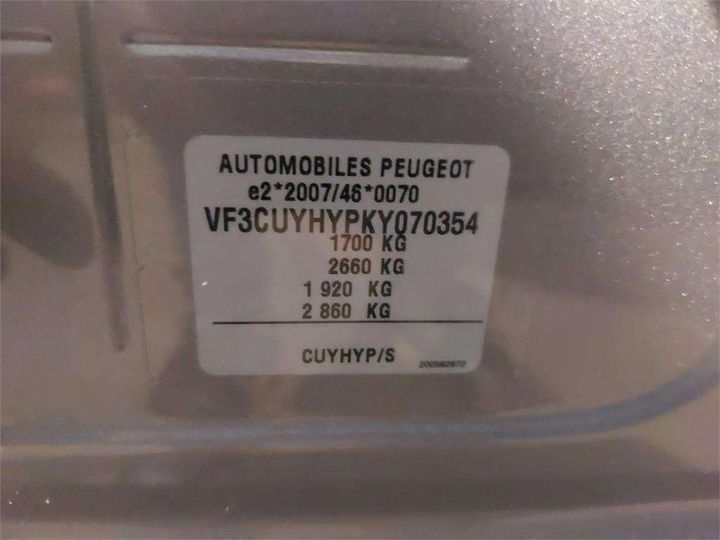 AUTOMOBILES PEUGEOT
e2*2007/46*0070
VF3CUYHYPKY070354
1700 KG
2660 KG
1 920 KG
2 860 KG
CUYHYP/S